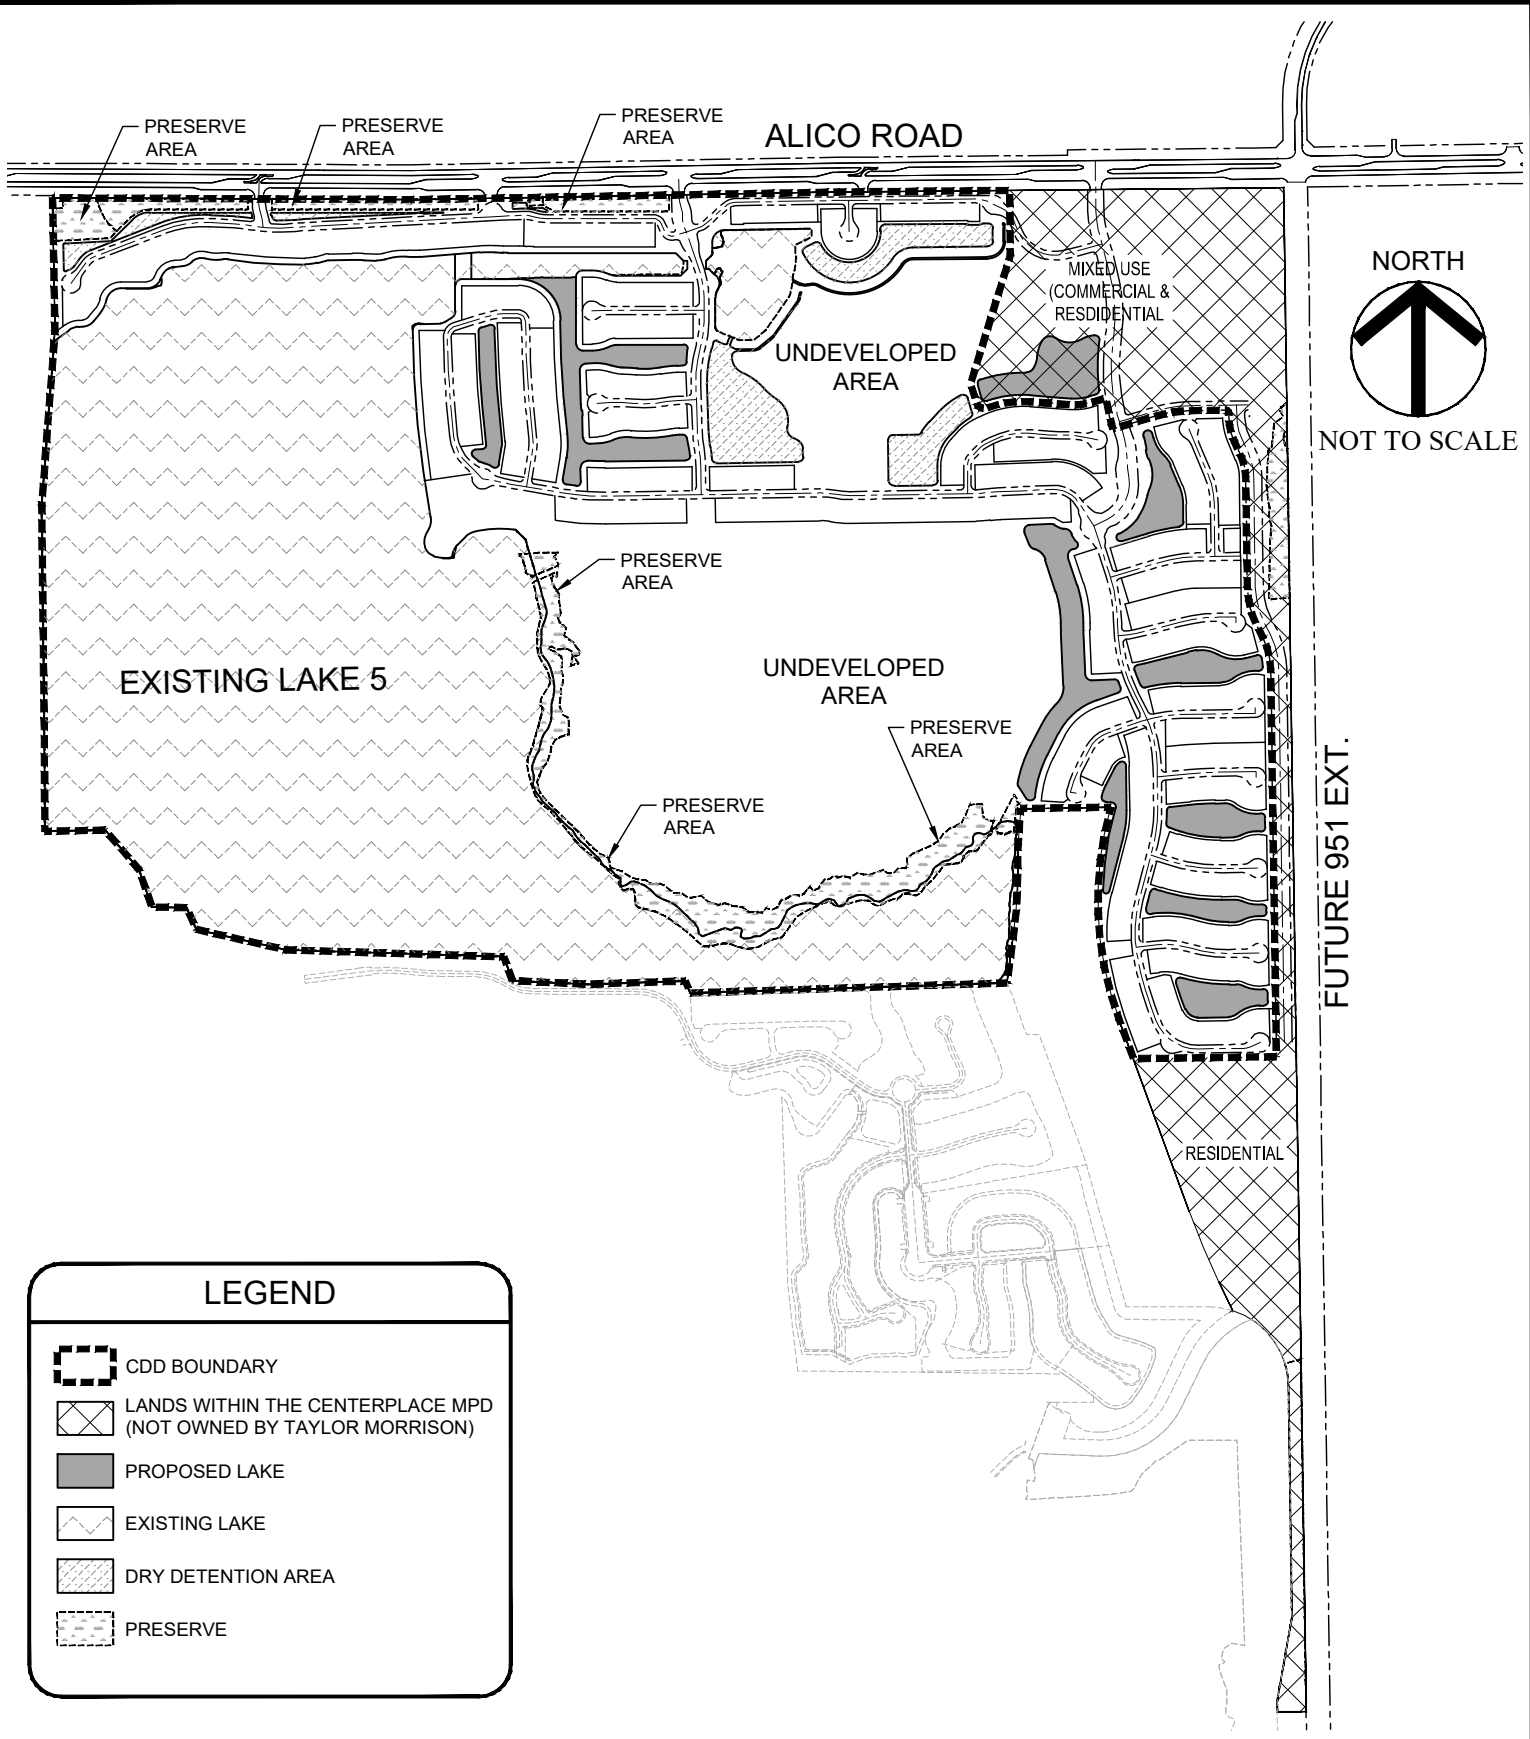 PRESERVE
AREA
PRESERVE
AREA
PRESERVE
AREA
ALICO ROAD
MIXED USE
(COMMERCIAL &
RESDIDENTIAL
NORTH
NOT TO SCALE
UNDEVELOPED
AREA
PRESERVE
AREA
EXISTING LAKE 5
UNDEVELOPED
AREA
PRESERVE
AREA
PRESERVE
AREA
FUTURE 951 EXT.
RESIDENTIAL
LEGEND
CDD BOUNDARY
LANDS WITHIN THE CENTERPLACE MPD
(NOT OWNED BY TAYLOR MORRISON)
PROPOSED LAKE
EXISTING LAKE
DRY DETENTION AREA
PRESERVE